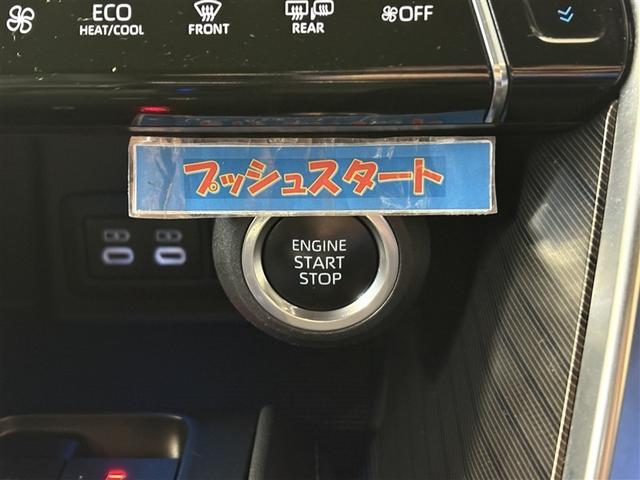 ECO
HEAT/COOL
FRONT
REAR
OFF
プッシュスタート
ENGINE
START
STOP